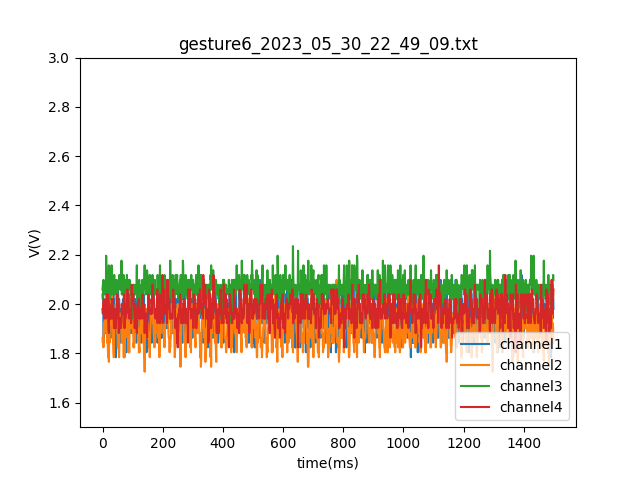 gesture6_2023_05_30_22_49_09.txt
3.0
2.8
2.6
2.4
2.2
2.0
1.8
1.6
V(V)
channel1
channel2
channel3
channel4
0 200 400 600 800 1000 1200 1400
time(ms)